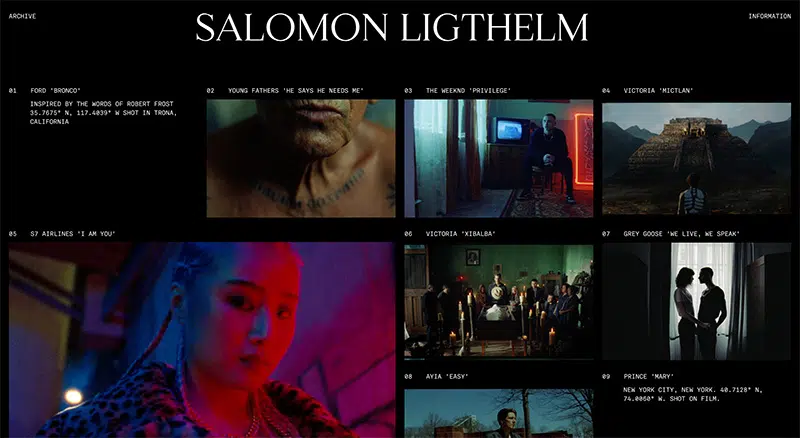 ARCHIVE
SALOMON LIGTHELM
INFORMATION
01 FORD 'BRONCO'
INSPIRED BY THE WORDS OF ROBERT FROST
35.7675° N, 117.4039° W SHOT IN TRONA,
CALIFORNIA
02 YOUNG FATHERS 'HE SAYS HE NEEDS ME'
03 THE WEEKND 'PRIVILEGE'
04 VICTORIA 'MICTLAN'
05 S7 AIRLINES 'I AM YOU'
06 VICTORIA 'XIBALBA'
07 GREY GOOSE 'WE LIVE, WE SPEAK'
08 AYIA 'EASY'
09 PRINCE 'MARY'
NEW YORK CITY, NEW YORK. 40.7128° N,
74.0060° W. SHOT ON FILM.